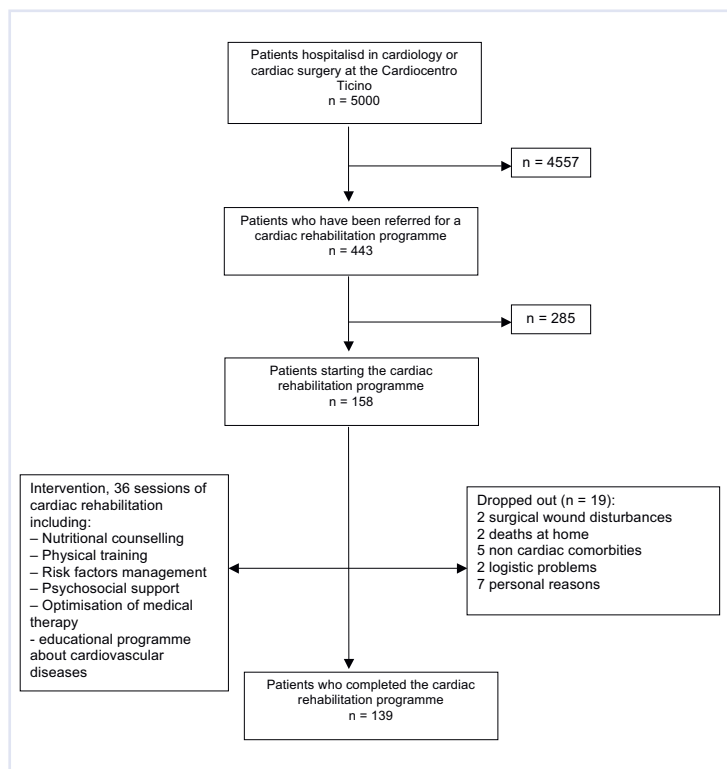 Patients hospitalisd in cardiology or
cardiac surgery at the Cardiocentro
Ticino
n = 5000
n = 4557
Patients who have been referred for a
cardiac rehabilitation programme
n = 443
n = 285
Patients starting the cardiac
rehabilitation programme
n = 158
Intervention, 36 sessions of
cardiac rehabilitation
including:
– Nutritional counselling
– Physical training
– Risk factors management
– Psychosocial support
– Optimisation of medical
therapy
- educational programme
about cardiovascular
diseases
Dropped out (n = 19):
2 surgical wound disturbances
2 deaths at home
5 non cardiac comorbities
2 logistic problems
7 personal reasons
Patients who completed the cardiac
rehabilitation programme
n = 139